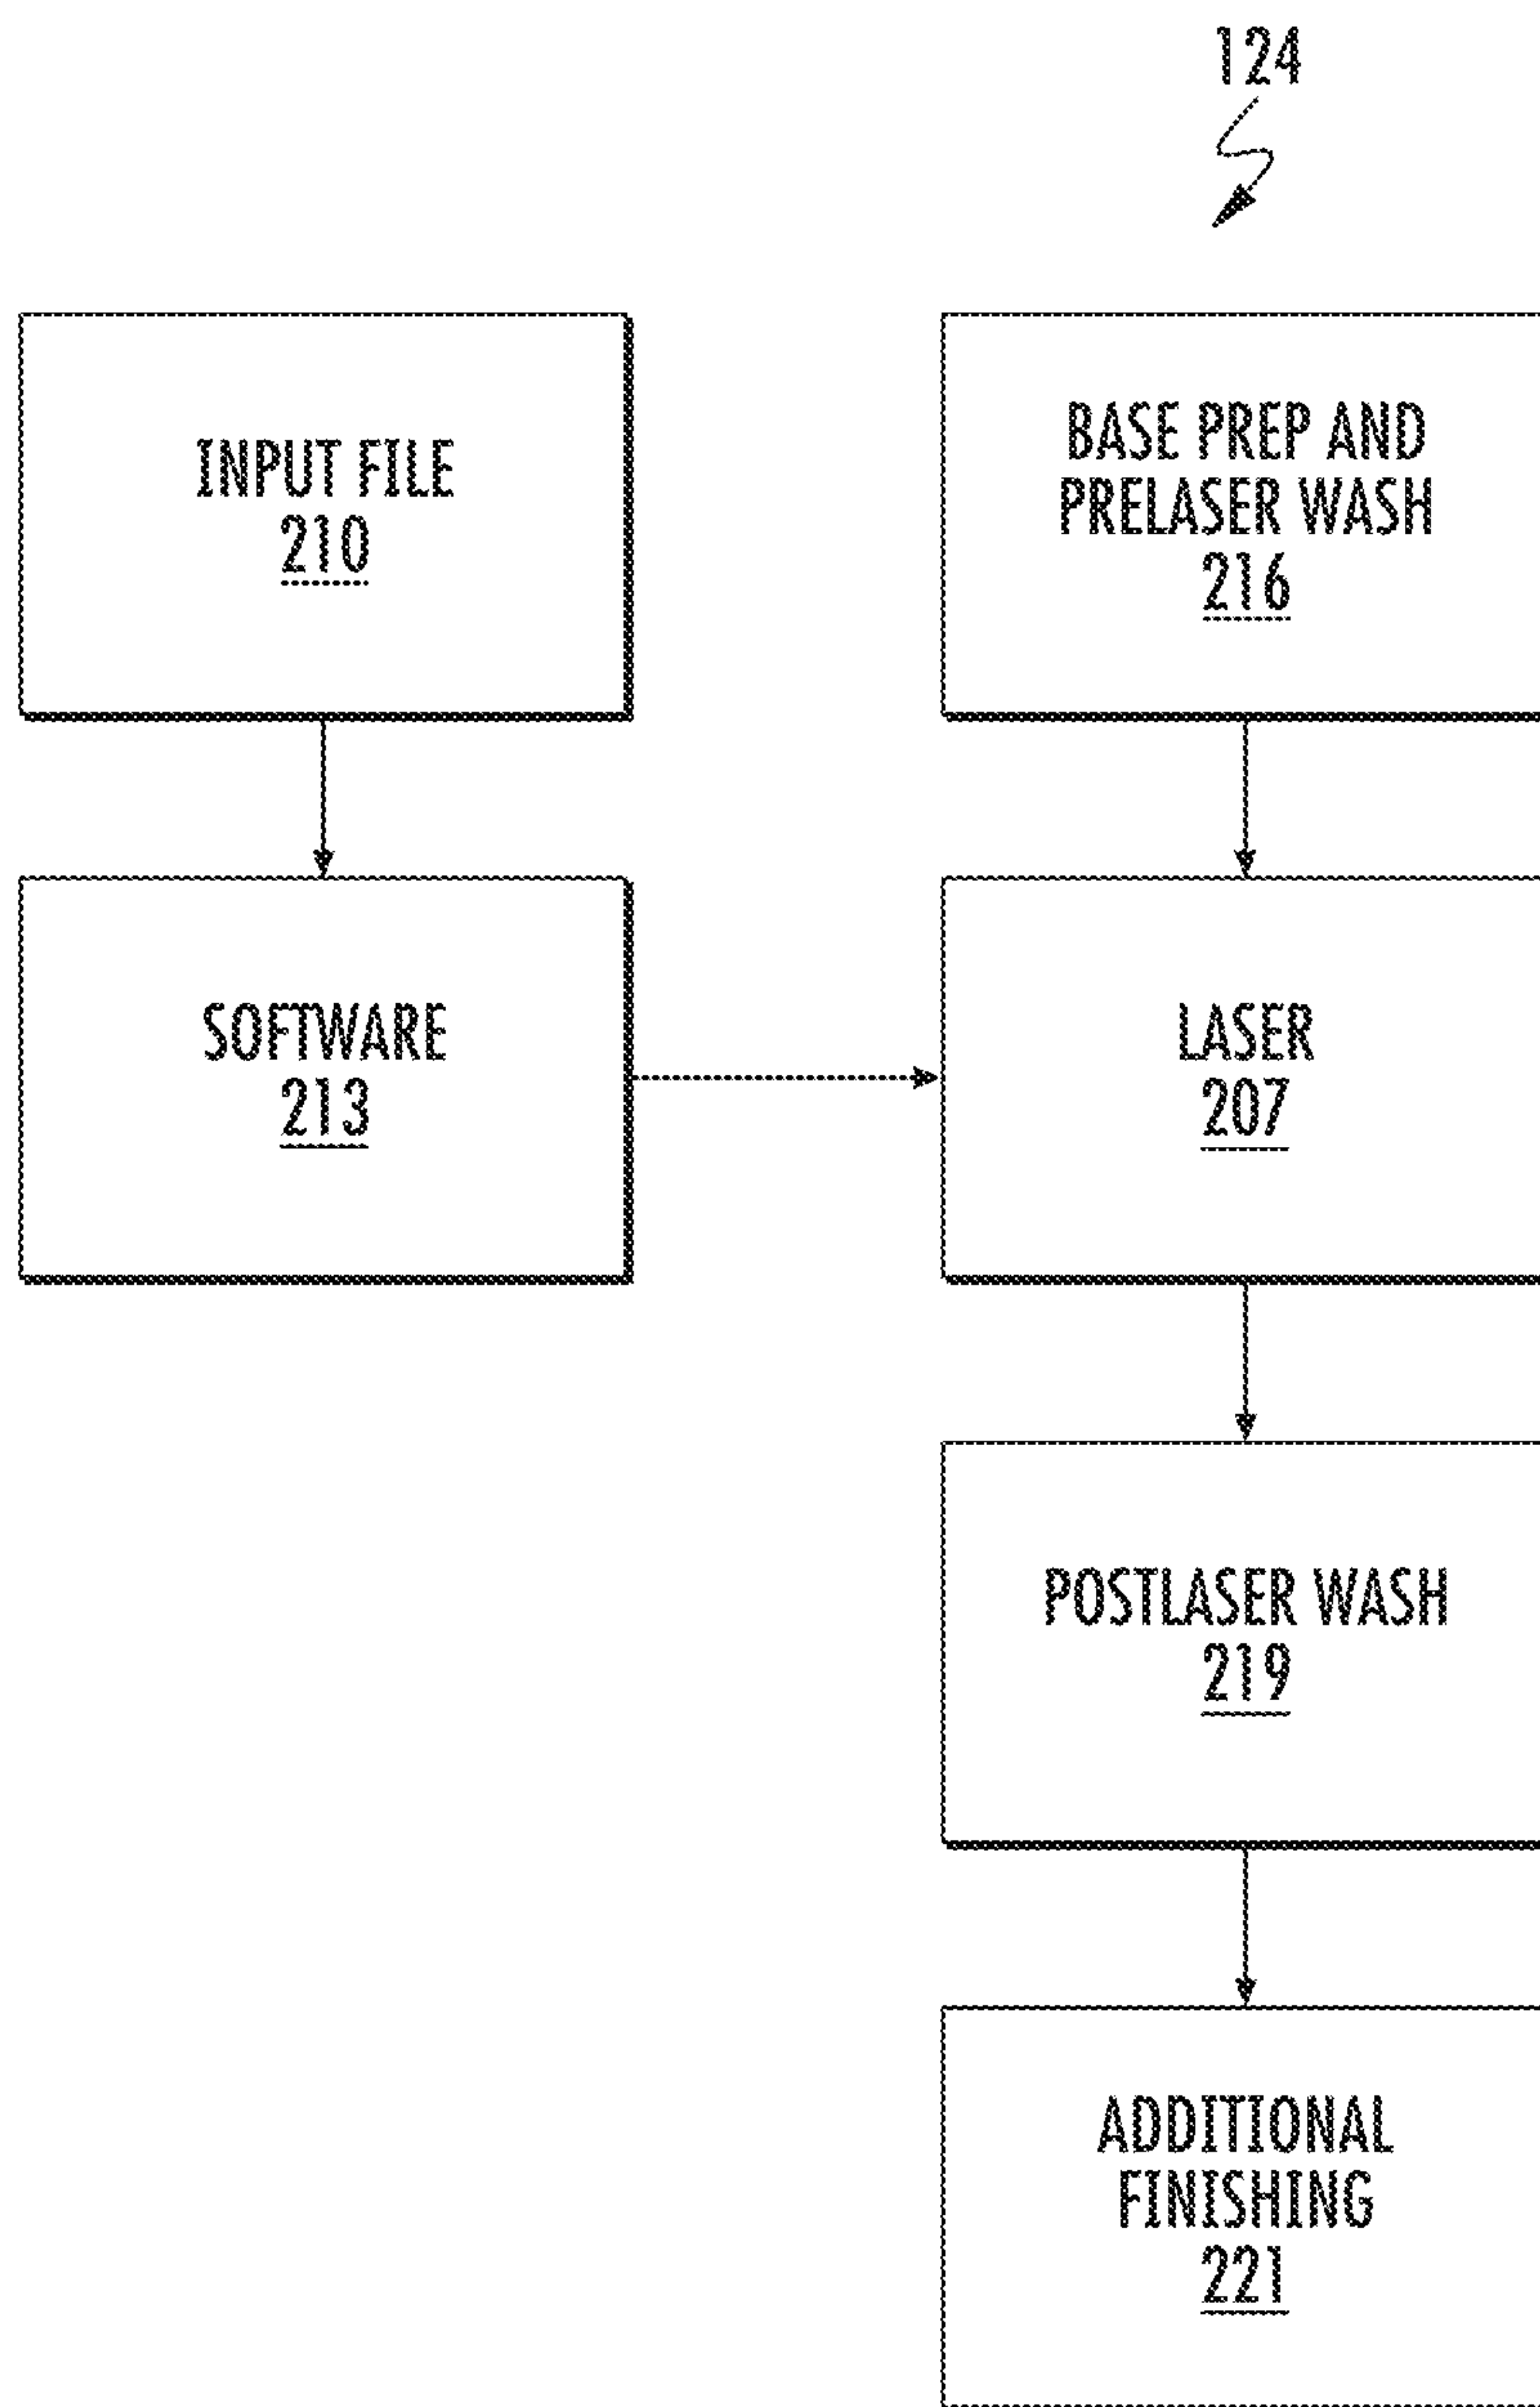 124
INPUT FILE
210
BASE PREP AND
PRELASER WASH
216
SOFTWARE
213
LASER
207
POSTLASER WASH
219
ADDITIONAL
FINISHING
221